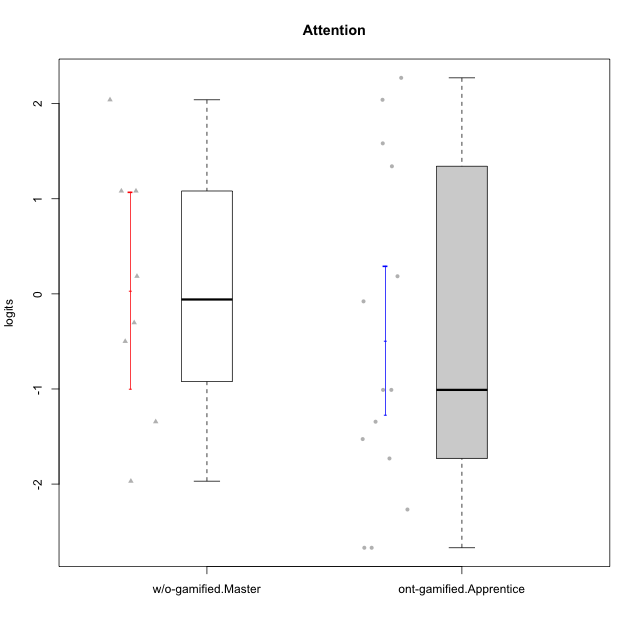 Attention
logits
2
1
0
-1
-2
w/o-gamified.Master
ont-gamified.Apprentice